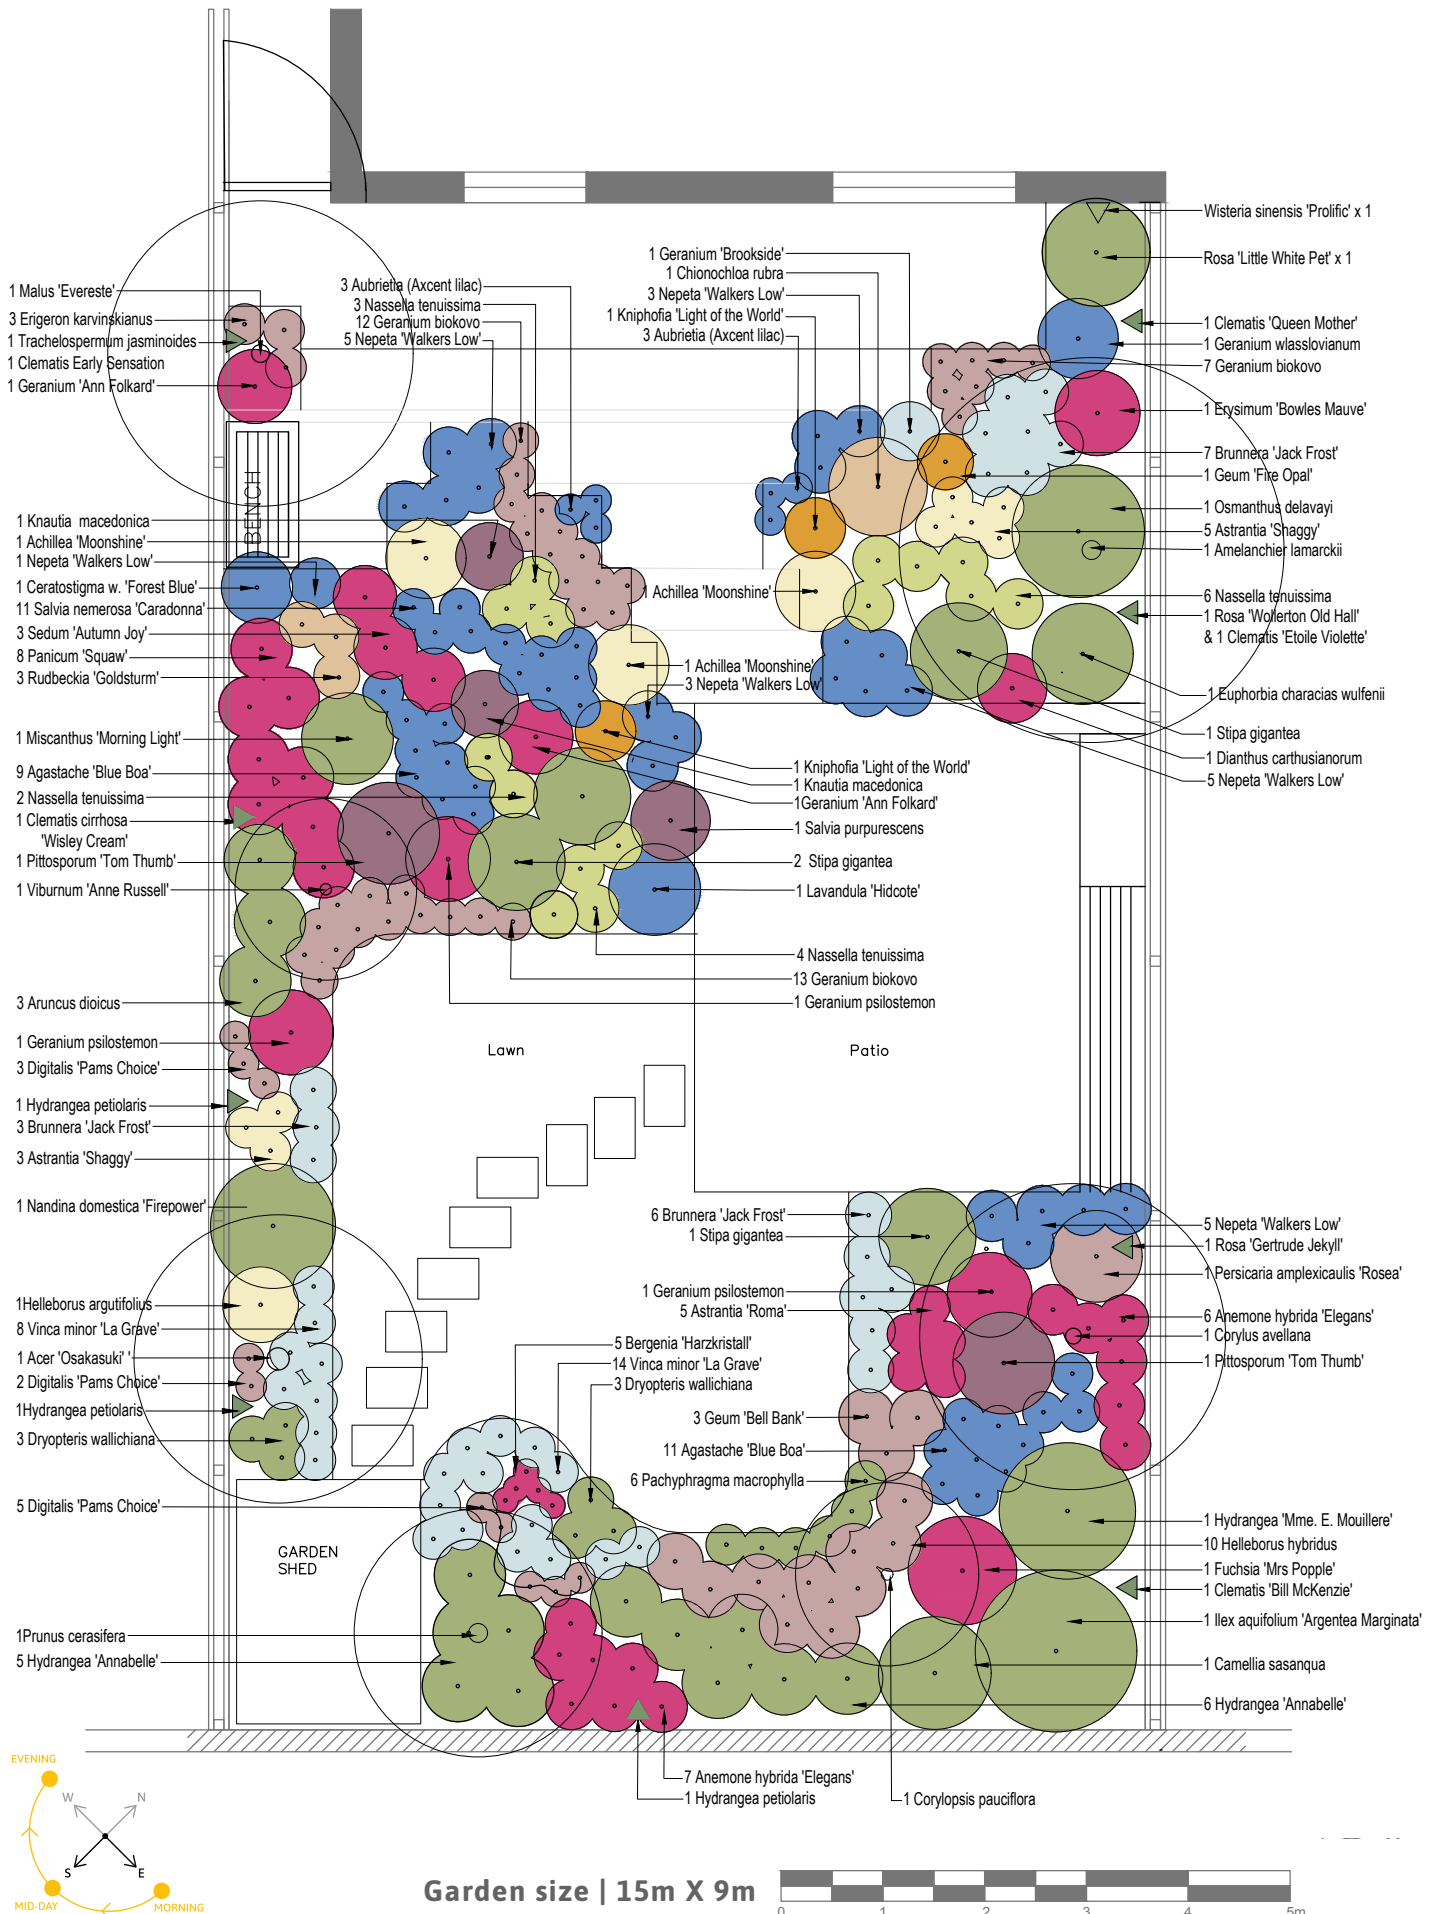 Wisteria sinensis 'Prolific' x 1
Rosa 'Little White Pet' x 1
1 Geranium 'Brookside'
1 Chionochloa rubra
3 Nepeta 'Walkers Low'
1 Kniphofia 'Light of the World'
3 Aubrietia (Axcent lilac)
3 Aubrietia (Axcent lilac)
3 Nassella tenuissima
12 Geranium biokovo
5 Nepeta 'Walkers Low'
1 Malus 'Evereste'
3 Erigeron karvinskianus
1 Trachelospermum jasminoides
1 Clematis Early Sensation
1 Geranium 'Ann Folkard'
1 Clematis 'Queen Mother'
1 Geranium wlasslovianum
7 Geranium biokovo
1 Erysimum 'Bowles Mauve'
7 Brunnera 'Jack Frost'
1 Geum 'Fire Opal'
1 Osmanthus delavayi
5 Astrantia 'Shaggy'
1 Amelanchier lamarckii
6 Nassella tenuissima
1 Rosa 'Wollerton Old Hall'
& 1 Clematis 'Etoile Violette'
1 Euphorbia characias wulfenii
1 Stipa gigantea
1 Dianthus carthusianorum
5 Nepeta 'Walkers Low'
BENCH
1 Knautia macedonica
1 Achillea 'Moonshine'
1 Nepeta 'Walkers Low'
1 Ceratostigma w. 'Forest Blue'
11 Salvia nemerosa 'Caradonna'
3 Sedum 'Autumn Joy'
8 Panicum 'Squaw'
3 Rudbeckia 'Goldsturm'
1 Miscanthus 'Morning Light'
9 Agastache 'Blue Boa'
2 Nassella tenuissima
1 Clematis cirrhosa
'Wisley Cream'
1 Pittosporum 'Tom Thumb'
1 Viburnum 'Anne Russell'
1 Achillea 'Moonshine'
1 Achillea 'Moonshine'
3 Nepeta 'Walkers Low'
1 Kniphofia 'Light of the World'
1 Knautia macedonica
1Geranium 'Ann Folkard'
1 Salvia purpurescens
2 Stipa gigantea
1 Lavandula 'Hidcote'
4 Nassella tenuissima
13 Geranium biokovo
1 Geranium psilostemon
3 Aruncus dioicus
1 Geranium psilostemon
3 Digitalis 'Pams Choice'
1 Hydrangea petiolaris
3 Brunnera 'Jack Frost'
3 Astrantia 'Shaggy'
1 Nandina domestica 'Firepower'
1Helleborus argutifolius
8 Vinca minor 'La Grave'
1 Acer 'Osakasuki' '
2 Digitalis 'Pams Choice'
1Hydrangea petiolaris
3 Dryopteris wallichiana
Lawn
Patio
6 Brunnera 'Jack Frost'
1 Stipa gigantea
1 Geranium psilostemon
5 Astrantia 'Roma'
5 Bergenia 'Harzkristall'
14 Vinca minor 'La Grave'
3 Dryopteris wallichiana
3 Geum 'Bell Bank'
11 Agastache 'Blue Boa'
6 Pachyphragma macrophylla
5 Nepeta 'Walkers Low'
1 Rosa 'Gertrude Jekyll'
1 Persicaria amplexicaulis 'Rosea'
6 Anemone hybrida 'Elegans'
1 Corylus avellana
1 Pittosporum 'Tom Thumb'
5 Digitalis 'Pams Choice'
GARDEN
SHED
1Prunus cerasifera
5 Hydrangea 'Annabelle'
1 Hydrangea 'Mme. E. Mouillere'
10 Helleborus hybridus
1 Fuchsia 'Mrs Popple'
1 Clematis 'Bill McKenzie'
1 Ilex aquifolium 'Argentea Marginata'
1 Camellia sasanqua
6 Hydrangea 'Annabelle'
7 Anemone hybrida 'Elegans'
1 Hydrangea petiolaris
1 Corylopsis pauciflora
EVENING
W
N
S
E
MID-DAY
MORNING
Garden size | 15m X 9m
0 1 2 3 4 5m